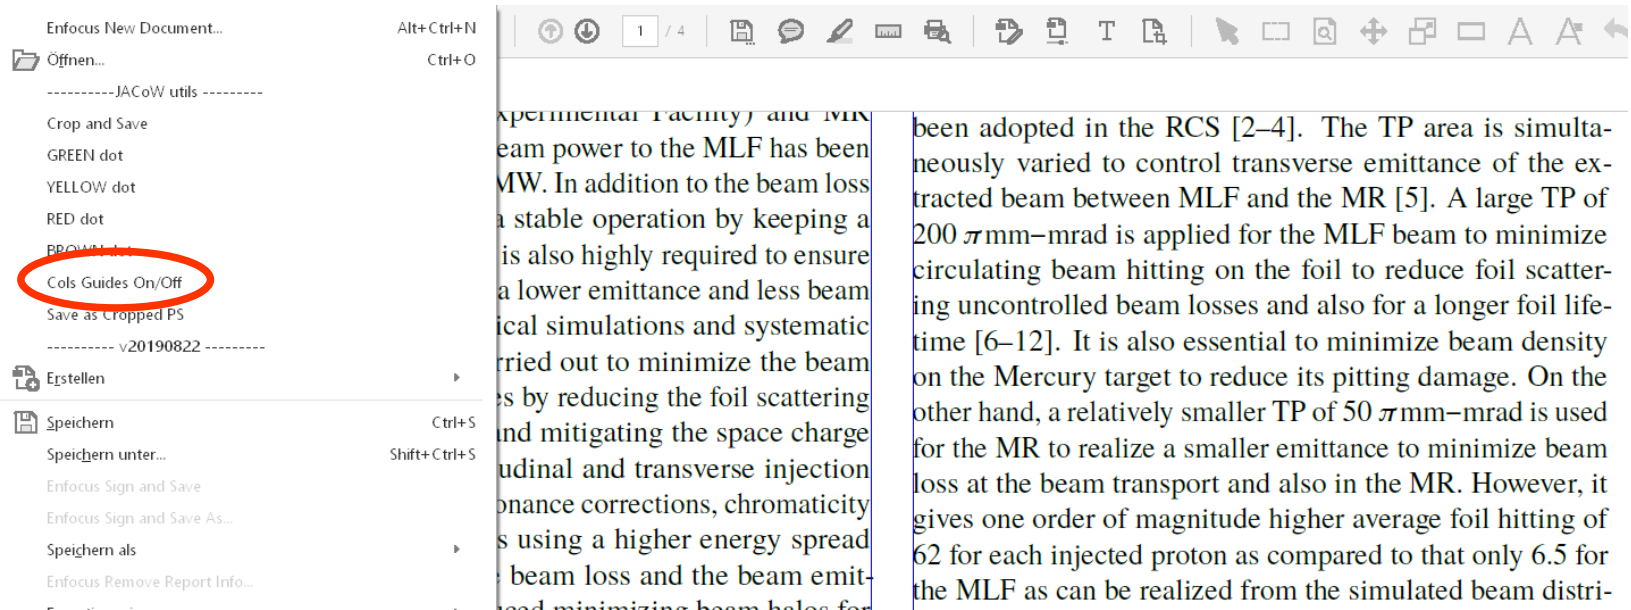 Enfocus New Document... Alt+Ctrl+N
Öffnen... Ctrl+O
----------JACoW utils ---------
Crop and Save
GREEN dot
YELLOW dot
RED dot
BROWN dot
Cols Guides On/Off
Save as Cropped PS
---------- v20190822 ---------
Erstellen
Speichern Ctrl+S
Speichern unter... Shift+Ctrl+S
Enfocus Sign and Save
Enfocus Sign and Save As...
Speichern als
Enfocus Remove Report Info...
1 / 4
xperimental Facility) and MR
eam power to the MLF has been
MW. In addition to the beam loss
a stable operation by keeping a
is also highly required to ensure
a lower emittance and less beam
ical simulations and systematic
rried out to minimize the beam
es by reducing the foil scattering
and mitigating the space charge
udinal and transverse injection
onance corrections, chromaticity
s using a higher energy spread
beam loss and the beam emit-
uced minimizing beam halos for
been adopted in the RCS [2–4]. The TP area is simulta-
neously varied to control transverse emittance of the ex-
tracted beam between MLF and the MR [5]. A large TP of
200 π mm−mrad is applied for the MLF beam to minimize
circulating beam hitting on the foil to reduce foil scatter-
ing uncontrolled beam losses and also for a longer foil life-
time [6–12]. It is also essential to minimize beam density
on the Mercury target to reduce its pitting damage. On the
other hand, a relatively smaller TP of 50 π mm−mrad is used
for the MR to realize a smaller emittance to minimize beam
loss at the beam transport and also in the MR. However, it
gives one order of magnitude higher average foil hitting of
62 for each injected proton as compared to that only 6.5 for
the MLF as can be realized from the simulated beam distri-